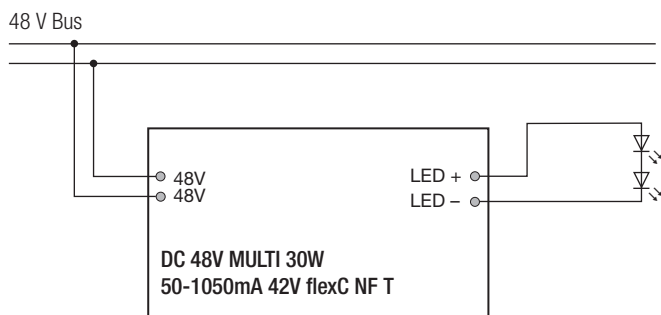 48 V Bus
48V
LED +
48V
LED –
DC 48V MULTI 30W
50-1050mA 42V flexC NF T